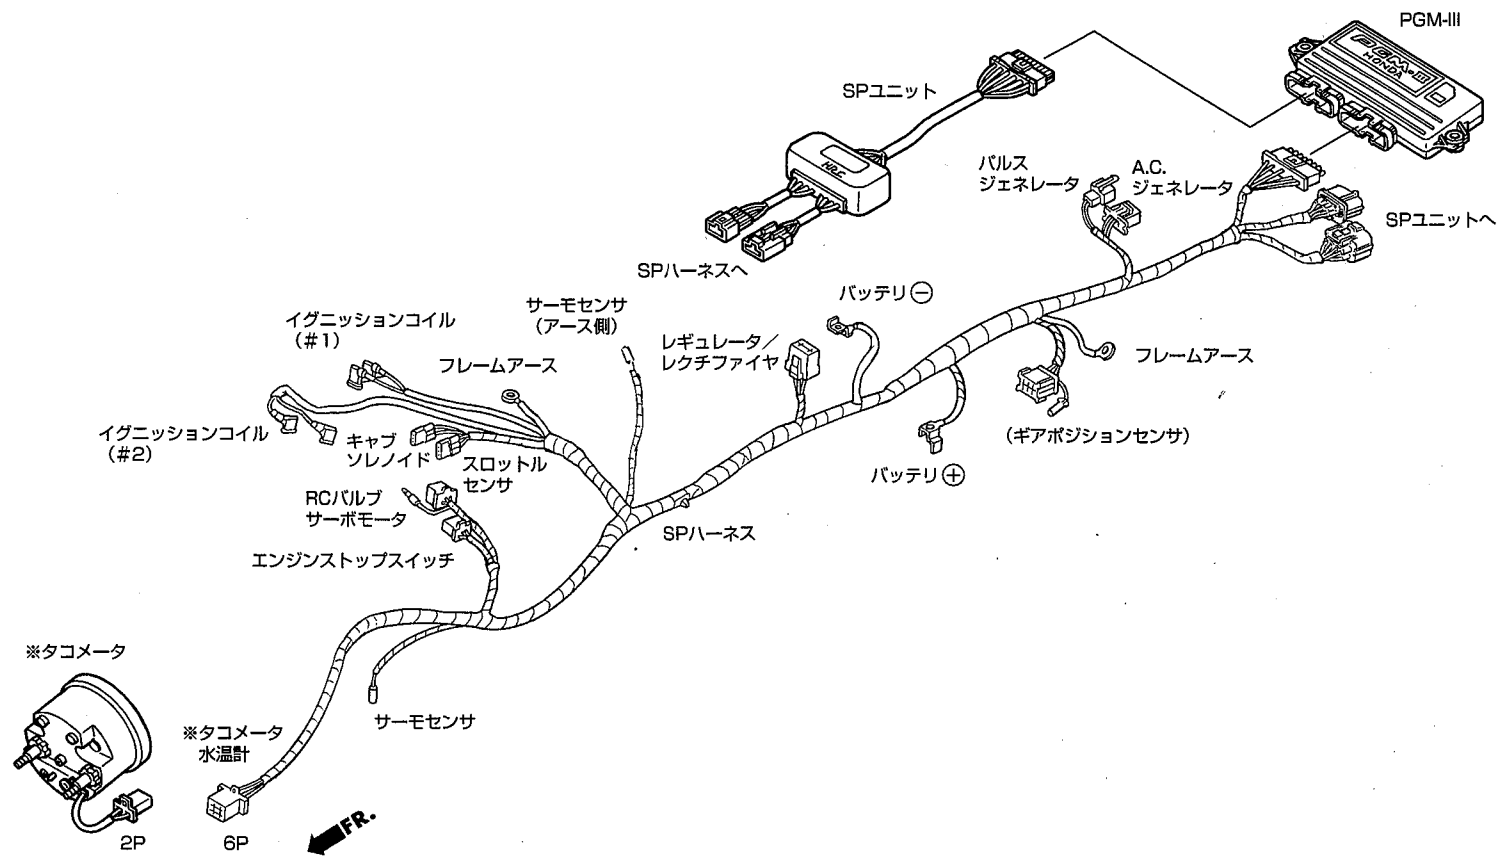 PGM-III
PGM-III
HONDA
SPユニット
HRC
パルス
ジェネレータ
A.C.
ジェネレータ
SPユニットへ
SPハーネスへ
バッテリ⊖
サーモセンサ
(アース側)
イグニッションコイル
(#1)
レギュレータ/
レクチファイヤ
フレームアース
フレームアース
イグニッションコイル
(#2)
キャブ
ソレノイド
スロットル
センサ
(ギアポジションセンサ)
バッテリ⊕
RCバルブ
サーボモータ
SPハーネス
エンジンストップスイッチ
※タコメータ
サーモセンサ
※タコメータ
水温計
2P
6P
FR.